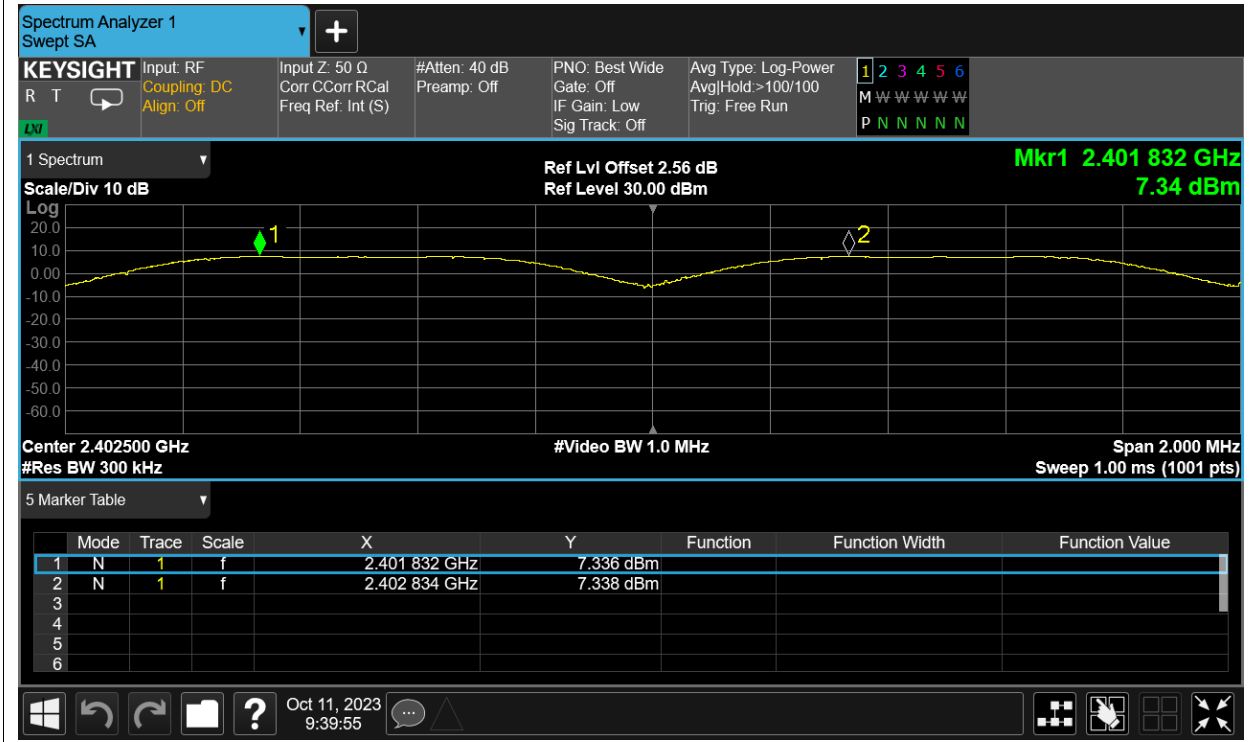 Spectrum Analyzer 1
Swept SA
KEYSIGHT Input: RF Input Z: 50 Ω #Atten: 40 dB PNO: Best Wide Avg Type: Log-Power 1 2 3 4 5 6
R T Coupling: DC Corr CCorr RCal Preamp: Off Gate: Off Avg|Hold:>100/100 M W W W W W W
Align: Off Freq Ref: Int (S) IF Gain: Low Trig: Free Run
LXI Sig Track: Off P N N N N N N
1 Spectrum Ref Lvl Offset 2.56 dB Mkr1 2.401 832 GHz
Scale/Div 10 dB Ref Level 30.00 dBm 7.34 dBm
Log
20.0
1 2
10.0
0.00
-10.0
-20.0
-30.0
-40.0
-50.0
-60.0
Center 2.402500 GHz #Video BW 1.0 MHz Span 2.000 MHz
#Res BW 300 kHz Sweep 1.00 ms (1001 pts)
5 Marker Table
Mode Trace Scale X Y Function Function Width Function Value
1 N 1 f 2.401 832 GHz 7.336 dBm
2 N 1 f 2.402 834 GHz 7.338 dBm
3
4
5
6
? Oct 11, 2023
9:39:55